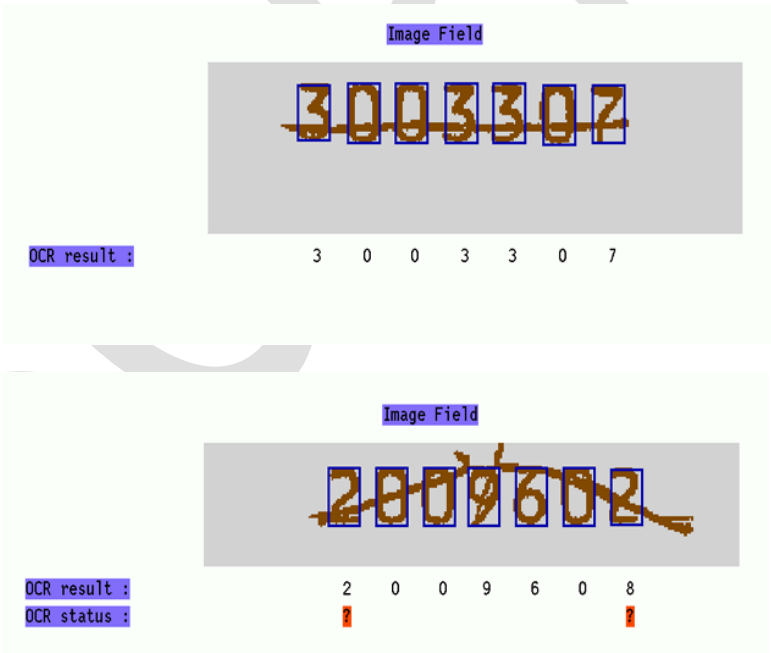 Image Field
3003307
OCR result : 3 0 0 3 3 0 7
Image Field
2009602
OCR result : 2 0 0 9 6 0 8
OCR status : ? ?